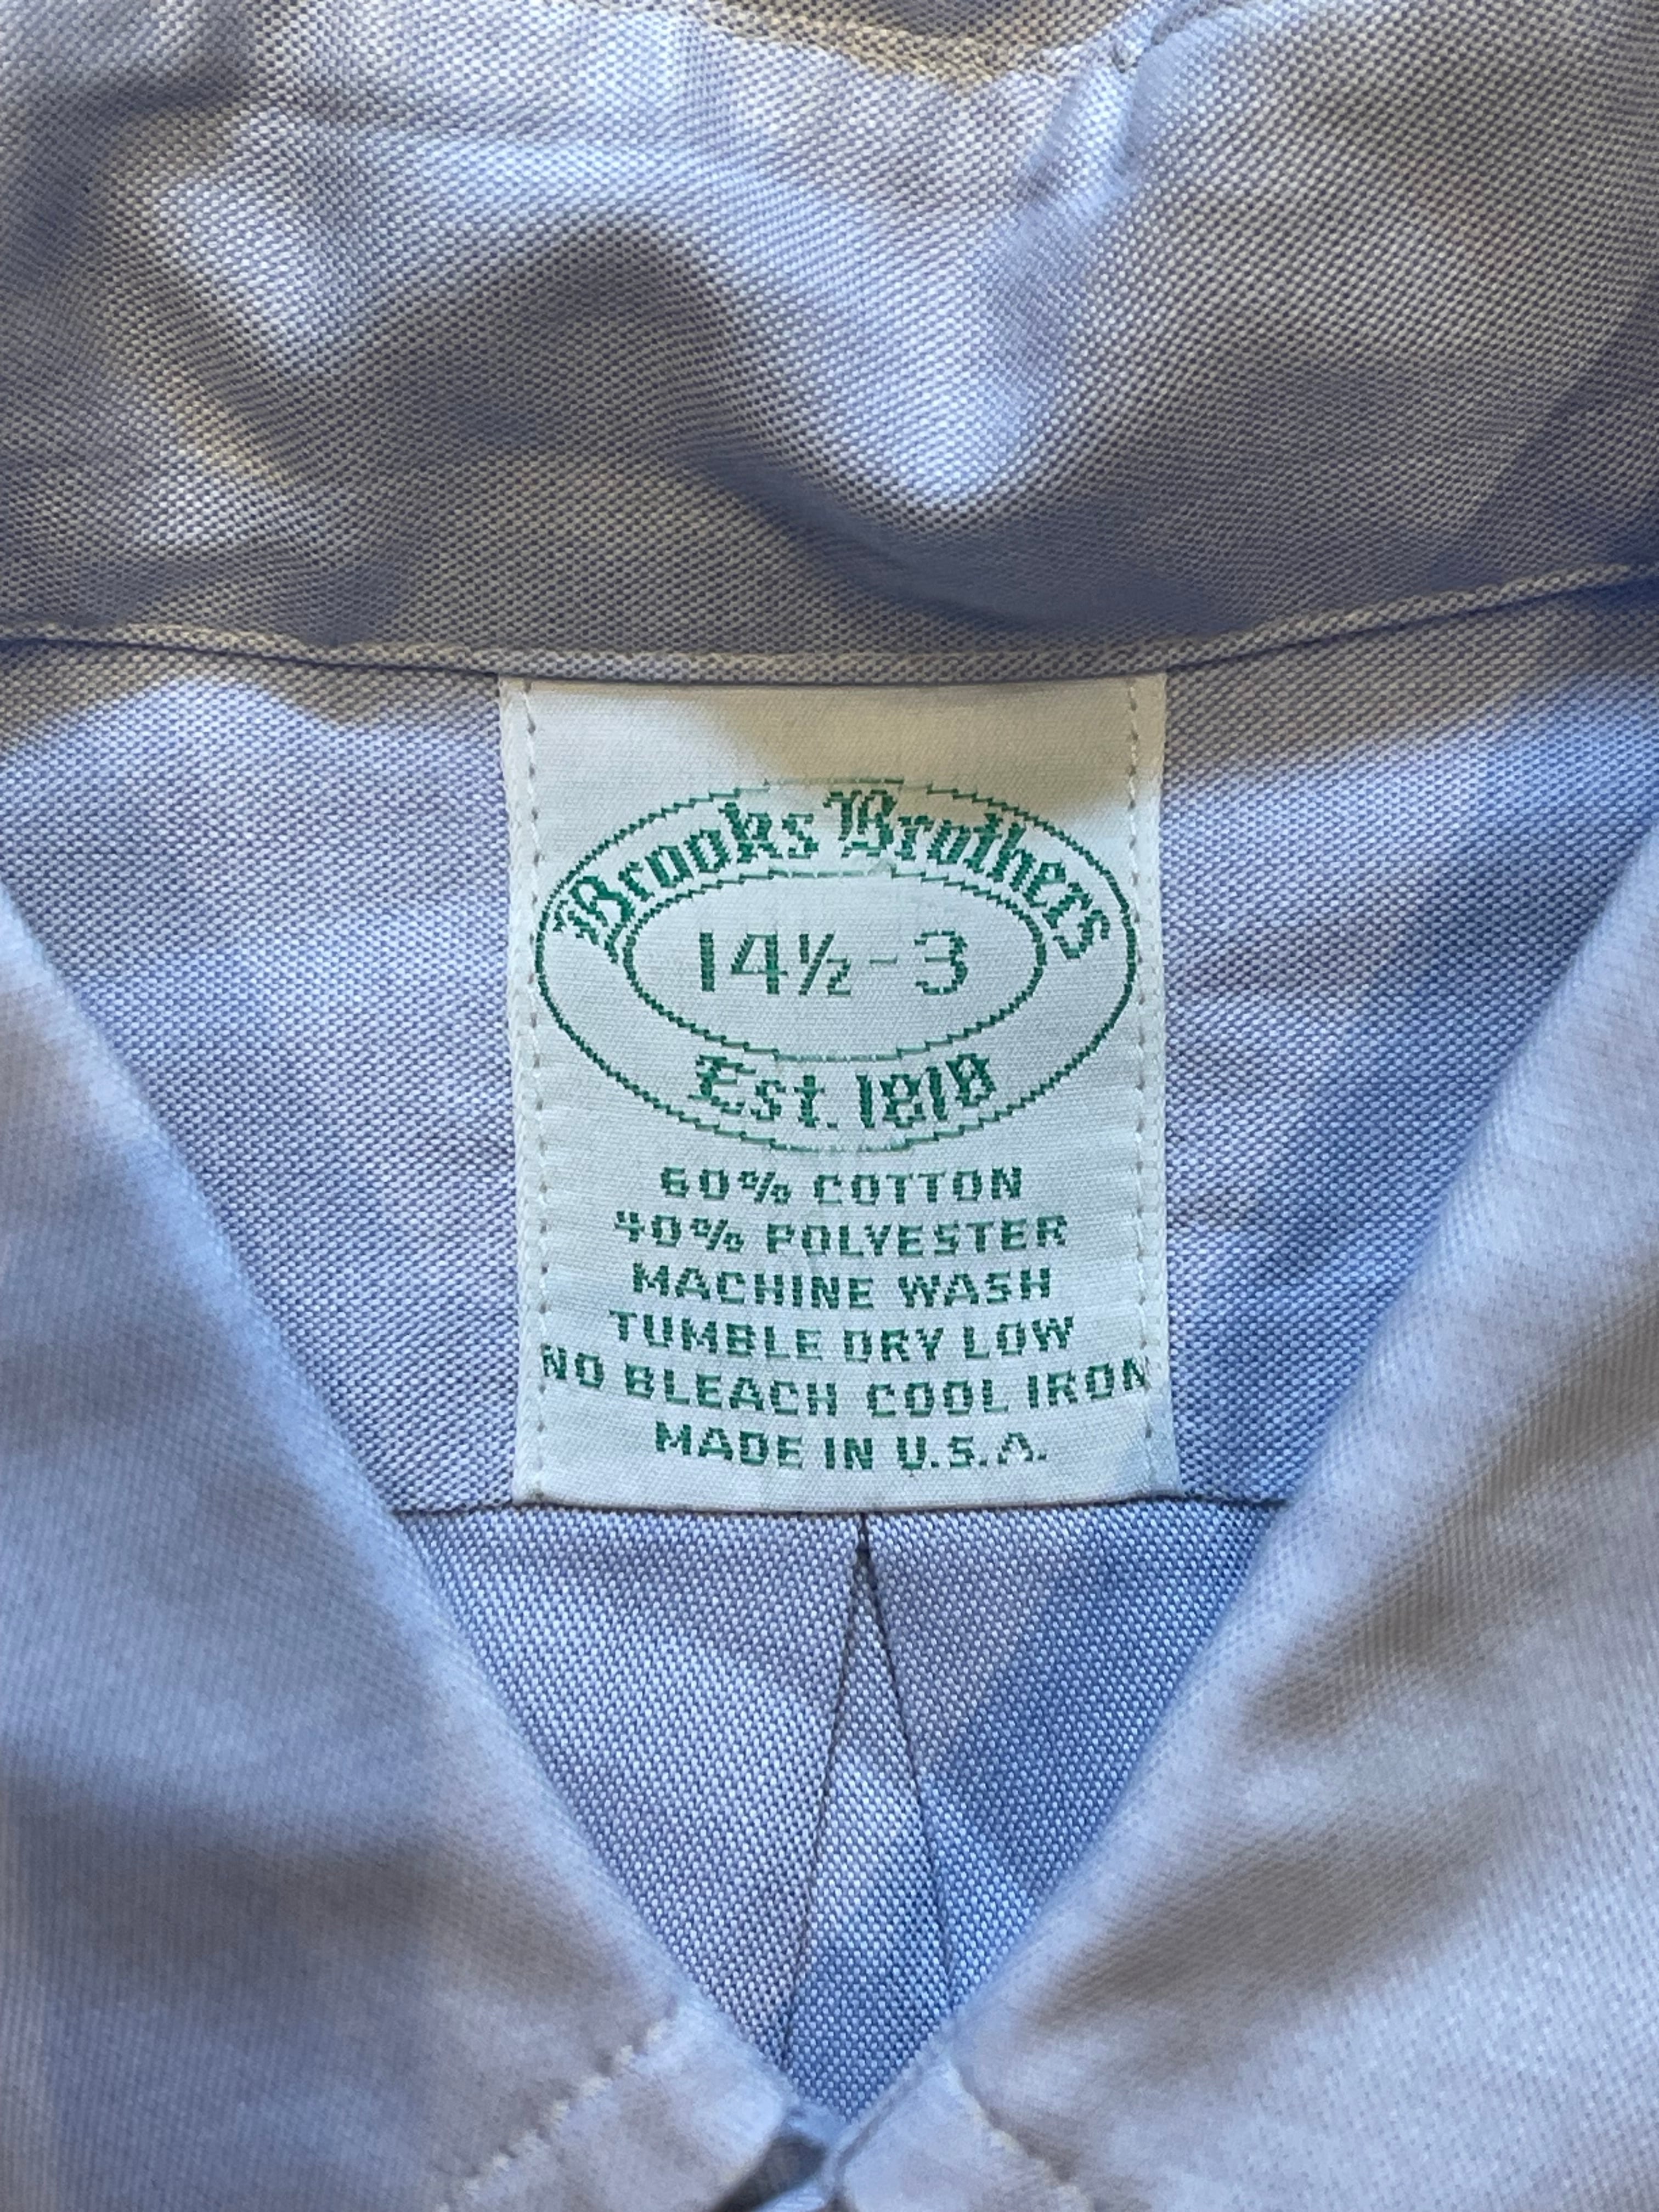 Brooks Brothers
14½-3
Est. 1818
60% COTTON
40% POLYESTER
MACHINE WASH
TUMBLE DRY LOW
NO BLEACH COOL IRON
MADE IN U.S.A.